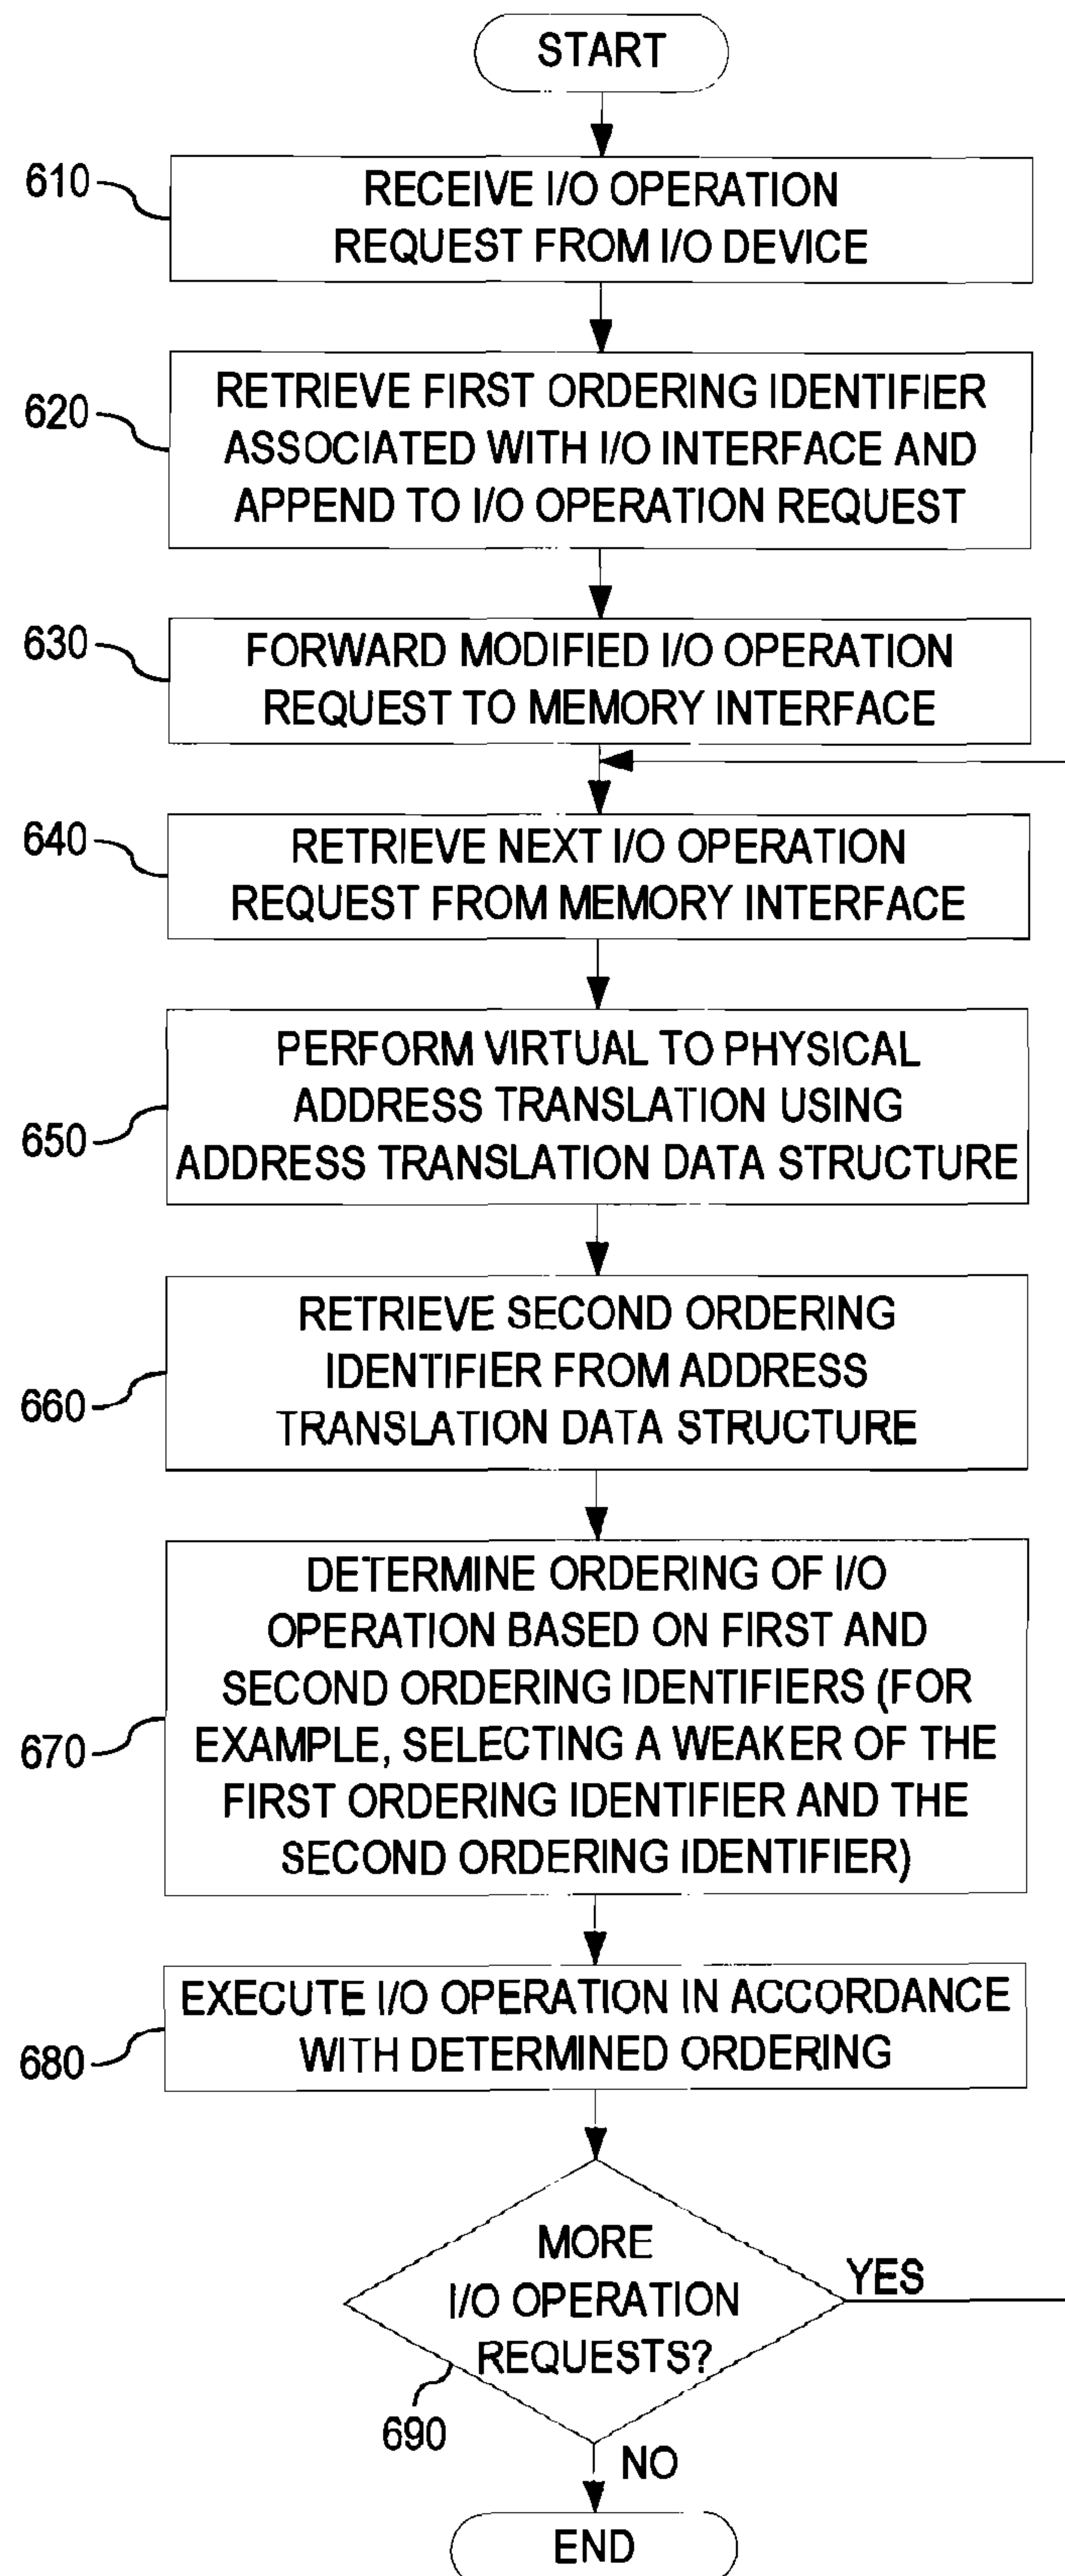 START
610
RECEIVE I/O OPERATION
REQUEST FROM I/O DEVICE
620
RETRIEVE FIRST ORDERING IDENTIFIER
ASSOCIATED WITH I/O INTERFACE AND
APPEND TO I/O OPERATION REQUEST
630
FORWARD MODIFIED I/O OPERATION
REQUEST TO MEMORY INTERFACE
640
RETRIEVE NEXT I/O OPERATION
REQUEST FROM MEMORY INTERFACE
650
PERFORM VIRTUAL TO PHYSICAL
ADDRESS TRANSLATION USING
ADDRESS TRANSLATION DATA STRUCTURE
660
RETRIEVE SECOND ORDERING
IDENTIFIER FROM ADDRESS
TRANSLATION DATA STRUCTURE
670
DETERMINE ORDERING OF I/O
OPERATION BASED ON FIRST AND
SECOND ORDERING IDENTIFIERS (FOR
EXAMPLE, SELECTING A WEAKER OF THE
FIRST ORDERING IDENTIFIER AND THE
SECOND ORDERING IDENTIFIER)
680
EXECUTE I/O OPERATION IN ACCORDANCE
WITH DETERMINED ORDERING
MORE
I/O OPERATION
REQUESTS?
YES
690
NO
END